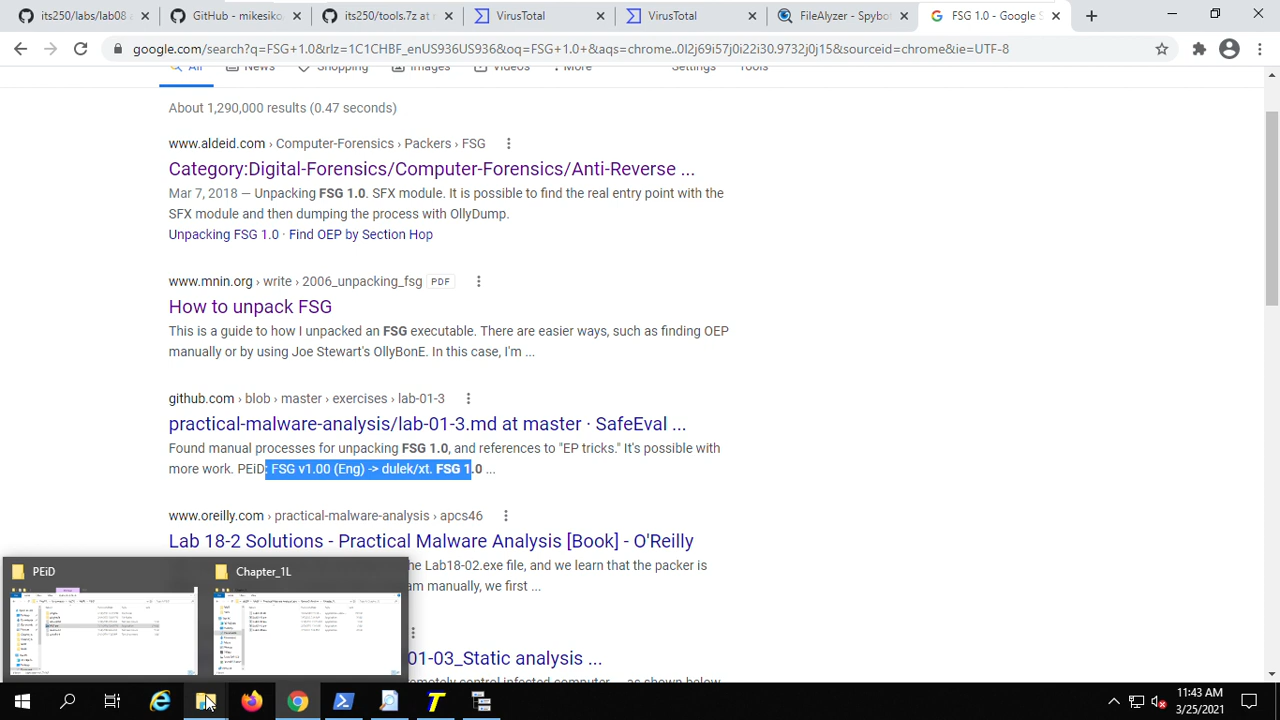 its250/labs/lab08
GitHub - mikesiko
its250/tools.7z at m
VirusTotal
VirusTotal
FileAlyzer - Spybot
FSG 1.0 - Google S
google.com/search?q=FSG+1.0&rlz=1C1CHBF_enUS936US936&oq=FSG+1.0+&aqs=chrome..0l2j69i57j0i22i30.9732j0j15&sourceid=chrome&ie=UTF-8
All News Shopping Images Videos More Settings Tools
About 1,290,000 results (0.47 seconds)
www.aldeid.com › Computer-Forensics › Packers › FSG
Category:Digital-Forensics/Computer-Forensics/Anti-Reverse ...
Mar 7, 2018 — Unpacking FSG 1.0. SFX module. It is possible to find the real entry point with the
SFX module and then dumping the process with OllyDump.
Unpacking FSG 1.0 · Find OEP by Section Hop
www.mnin.org › write › 2006_unpacking_fsg PDF
How to unpack FSG
This is a guide to how I unpacked an FSG executable. There are easier ways, such as finding OEP
manually or by using Joe Stewart's OllyBonE. In this case, I'm ...
github.com › blob › master › exercises › lab-01-3
practical-malware-analysis/lab-01-3.md at master · SafeEval ...
Found manual processes for unpacking FSG 1.0, and references to "EP tricks." It's possible with
more work. PEiD: FSG v1.00 (Eng) -> dulek/xt. FSG 1.0 ...
www.oreilly.com › practical-malware-analysis › apcs46
Lab 18-2 Solutions - Practical Malware Analysis [Book] - O'Reilly
PEiD
Chapter_1L
the Lab18-02.exe file, and we learn that the packer is
am manually, we first ...
01-03_Static analysis ...
remotely control infected computer ... as shown below
11:43 AM
3/25/2021